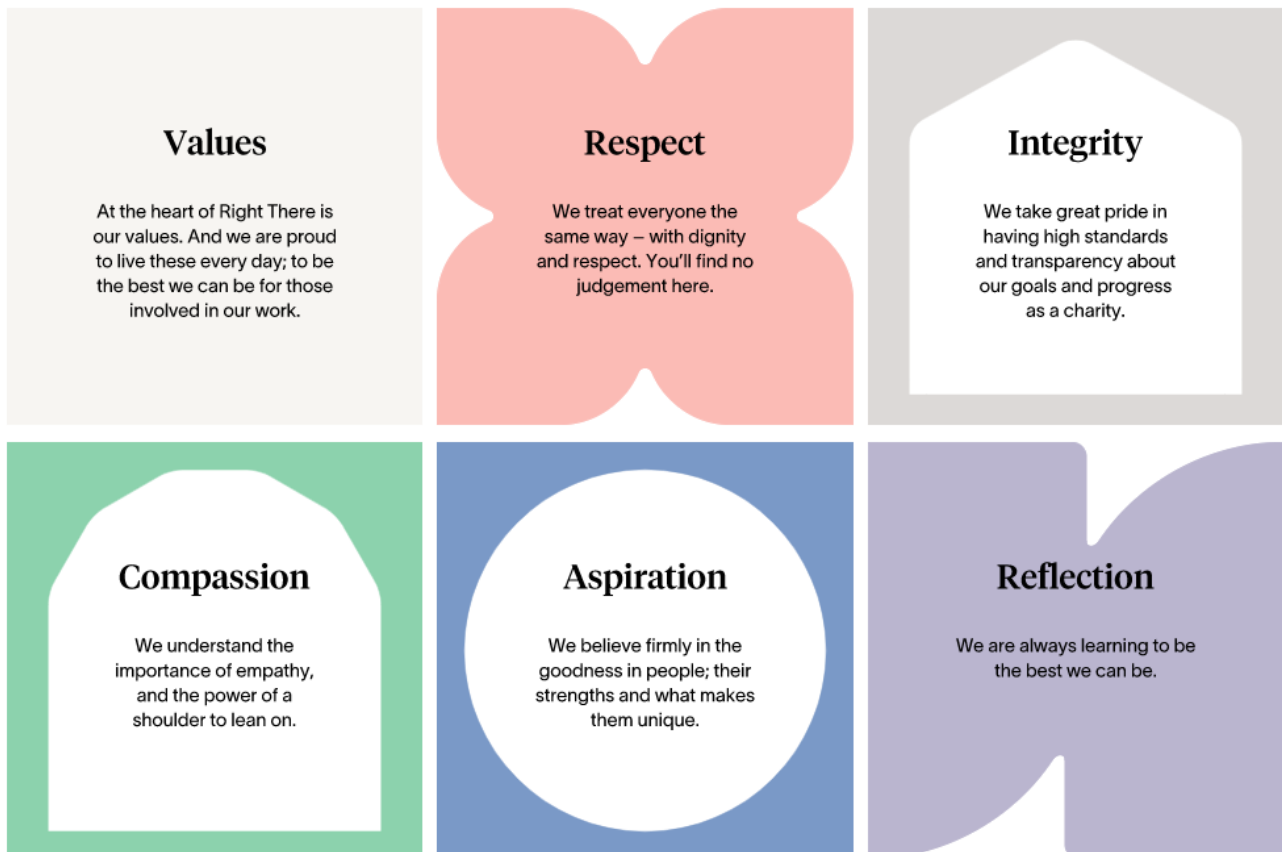 Values
At the heart of Right There is
our values. And we are proud
to live these every day; to be
the best we can be for those
involved in our work.
Respect
We treat everyone the
same way – with dignity
and respect. You’ll find no
judgement here.
Integrity
We take great pride in
having high standards
and transparency about
our goals and progress
as a charity.
Compassion
We understand the
importance of empathy,
and the power of a
shoulder to lean on.
Aspiration
We believe firmly in the
goodness in people; their
strengths and what makes
them unique.
Reflection
We are always learning to be
the best we can be.